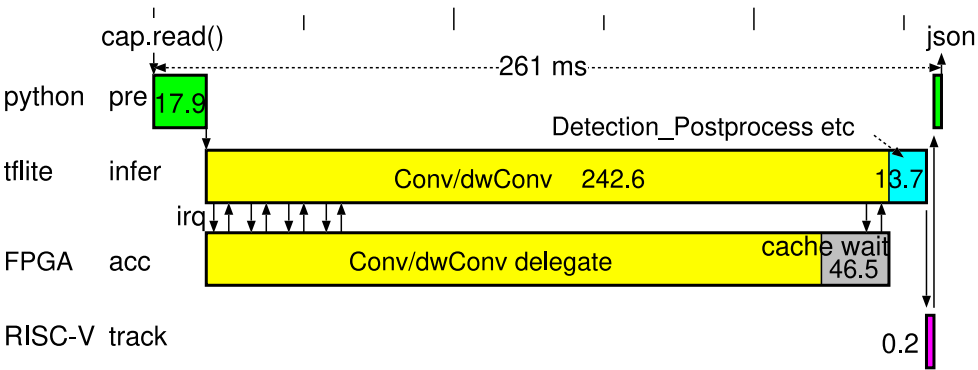 cap.read()
json
261 ms
python pre 17.9
Detection_Postprocess etc
tflite infer Conv/dwConv 242.6 13.7
irq
cache wait
FPGA acc Conv/dwConv delegate 46.5
RISC-V track 0.2